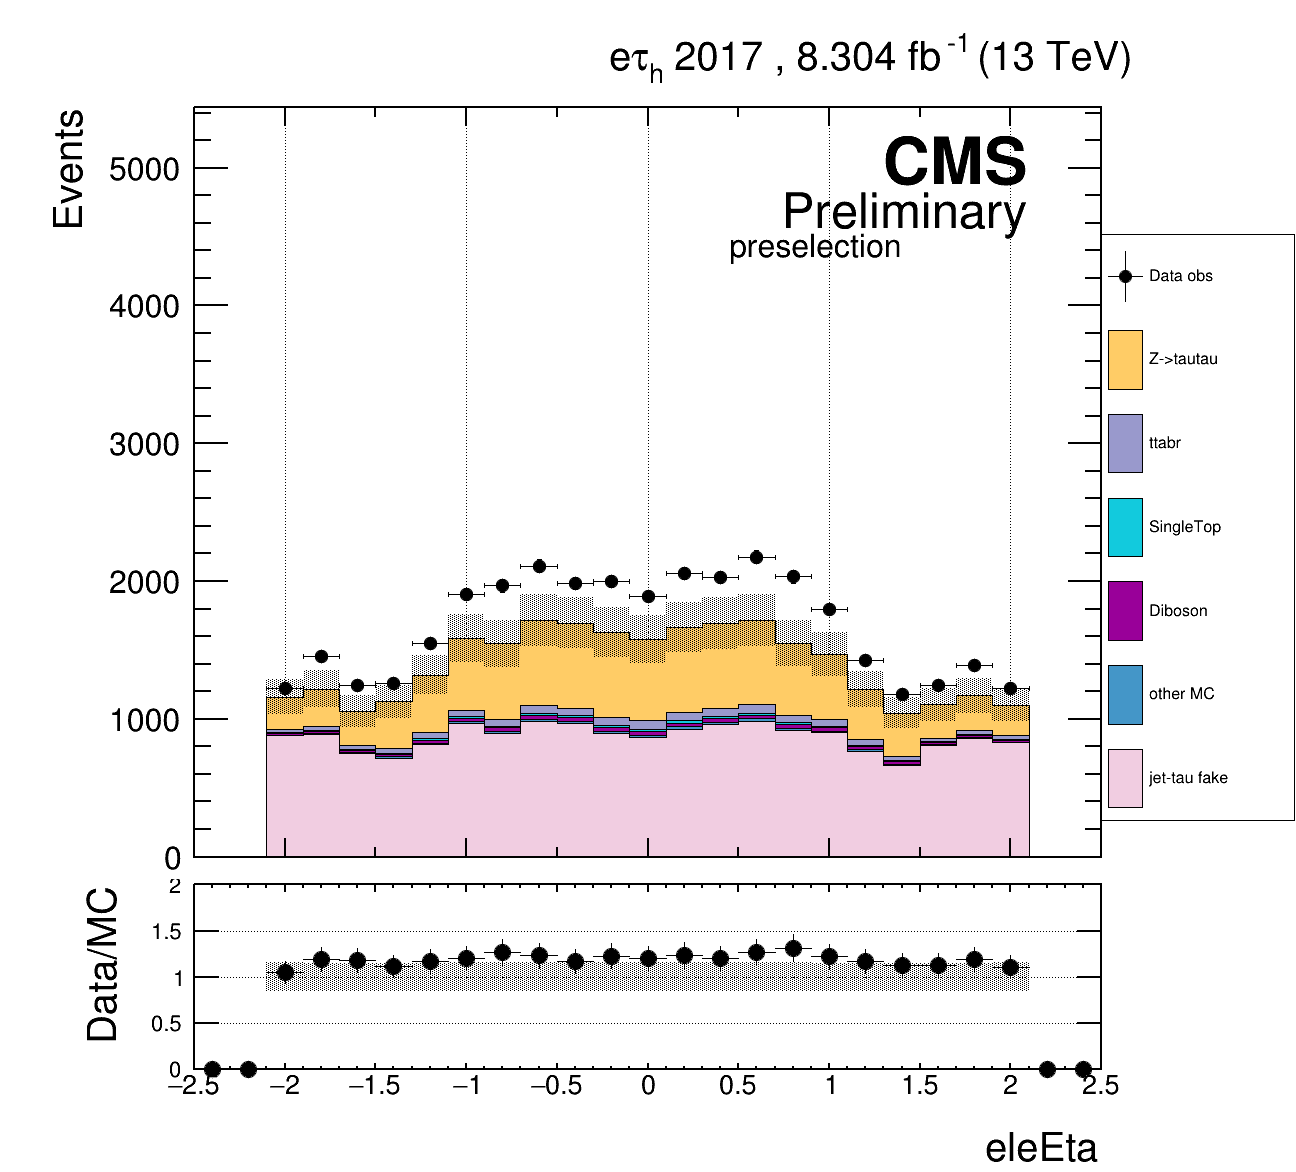 eτh 2017 , 8.304 fb-1 (13 TeV)
Events
CMS
Preliminary
preselection
5000
4000
3000
2000
1000
0
Data obs
Z->tautau
ttabr
SingleTop
Diboson
other MC
jet-tau fake
Data/MC
2
1.5
1
0.5
0
−2.5 −2 −1.5 −1 −0.5 0 0.5 1 1.5 2 2.5
eleEta